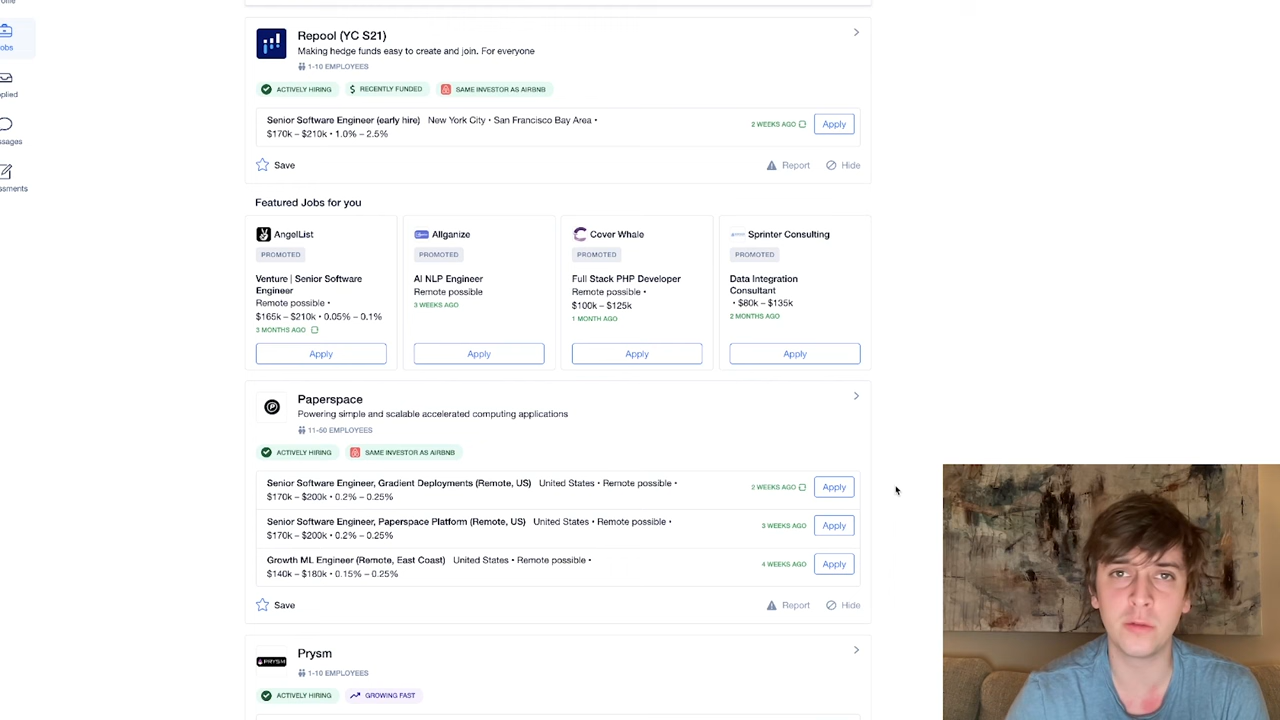 ofile
obs
plied
ssages
ssments
Repool (YC S21)
Making hedge funds easy to create and join. For everyone
1-10 EMPLOYEES
ACTIVELY HIRING
RECENTLY FUNDED
SAME INVESTOR AS AIRBNB
Senior Software Engineer (early hire) New York City • San Francisco Bay Area •
$170k – $210k • 1.0% – 2.5%
2 WEEKS AGO
Apply
Save
Report
Hide
Featured Jobs for you
AngelList
PROMOTED
Venture | Senior Software
Engineer
Remote possible •
$165k – $210k • 0.05% – 0.1%
3 MONTHS AGO
Apply
Allganize
PROMOTED
AI NLP Engineer
Remote possible
3 WEEKS AGO
Apply
Cover Whale
PROMOTED
Full Stack PHP Developer
Remote possible •
$100k – $125k
1 MONTH AGO
Apply
Sprinter Consulting
PROMOTED
Data Integration
Consultant
• $80k – $135k
2 MONTHS AGO
Apply
Paperspace
Powering simple and scalable accelerated computing applications
11-50 EMPLOYEES
ACTIVELY HIRING
SAME INVESTOR AS AIRBNB
Senior Software Engineer, Gradient Deployments (Remote, US) United States • Remote possible •
$170k – $200k • 0.2% – 0.25%
2 WEEKS AGO
Apply
Senior Software Engineer, Paperspace Platform (Remote, US) United States • Remote possible •
$170k – $200k • 0.2% – 0.25%
3 WEEKS AGO
Apply
Growth ML Engineer (Remote, East Coast) United States • Remote possible •
$140k – $180k • 0.15% – 0.25%
4 WEEKS AGO
Apply
Save
Report
Hide
PRYSM
Prysm
1-10 EMPLOYEES
ACTIVELY HIRING
GROWING FAST